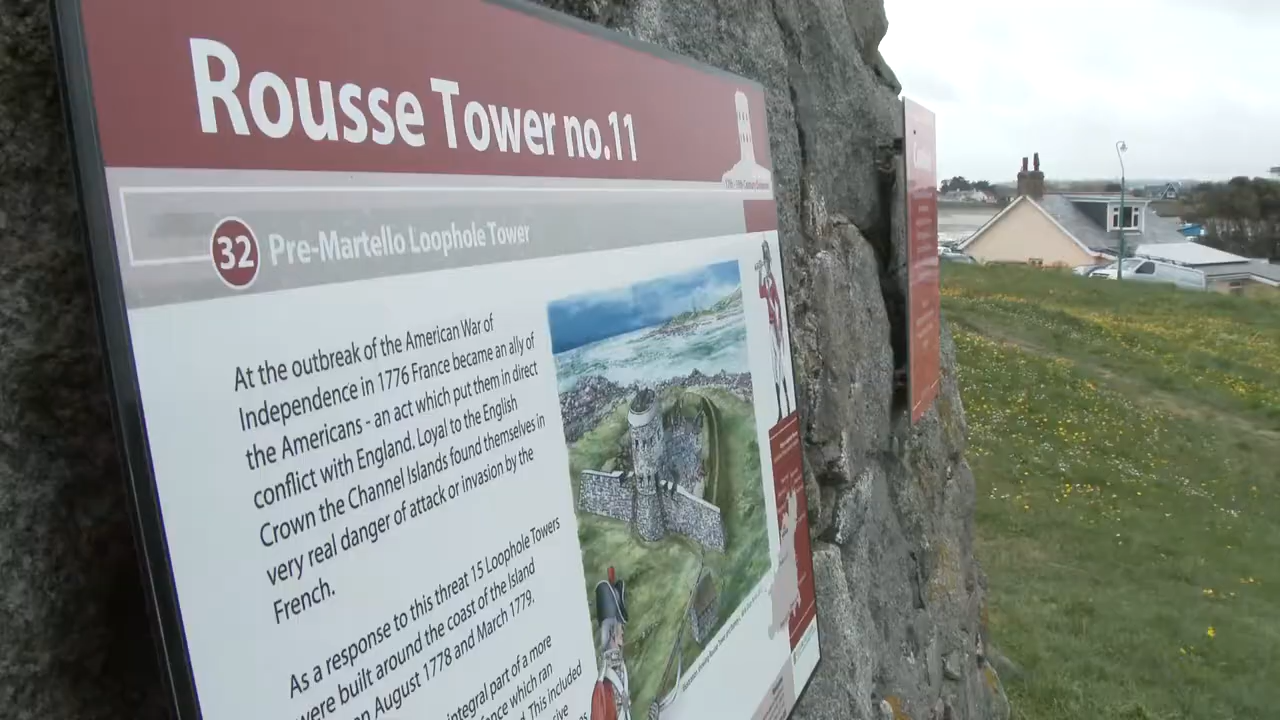 Rousse Tower no.11
32 Pre-Martello Loophole Tower
At the outbreak of the American War of
Independence in 1776 France became an ally of
the Americans - an act which put them in direct
conflict with England. Loyal to the English
Crown the Channel Islands found themselves in
very real danger of attack or invasion by the
French.
As a response to this threat 15 Loophole Towers
were built around the coast of the Island
August 1778 and March 1779.
integral part of a more
which ran
This included